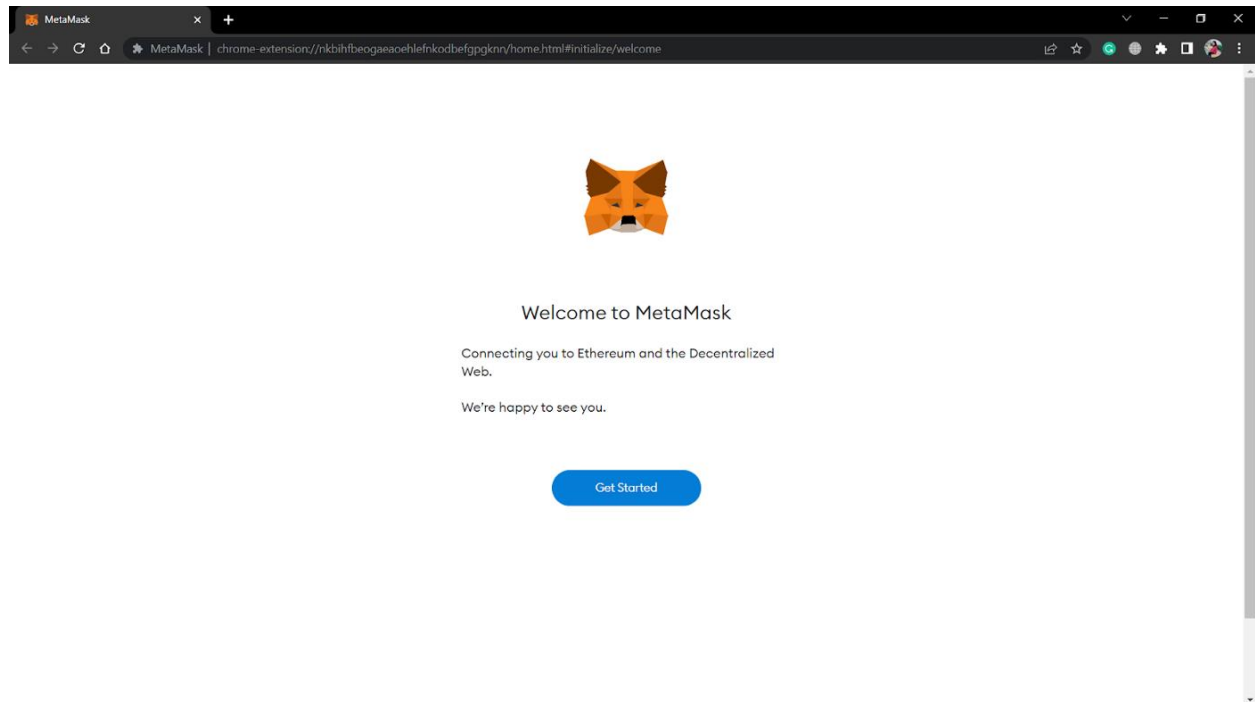 MetaMask
MetaMask | chrome-extension://nkbihfbeogaeaoehlefnkodbefgpgknn/home.html#initialize/welcome
Welcome to MetaMask
Connecting you to Ethereum and the Decentralized
Web.
We're happy to see you.
Get Started